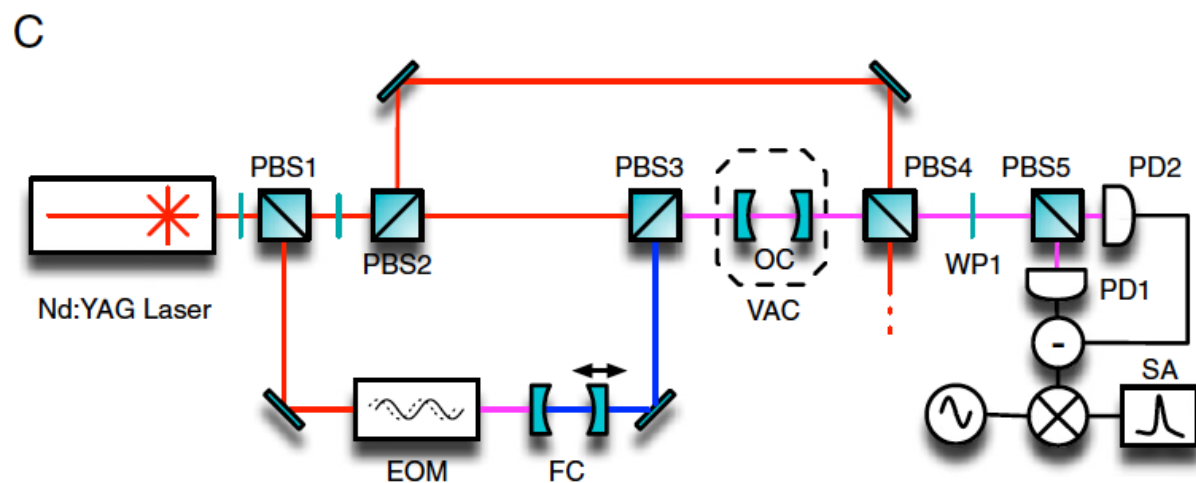 C
PBS1
PBS2
PBS3
PBS4
PBS5
PD2
OC
VAC
WP1
PD1
Nd:YAG Laser
EOM
FC
-
SA